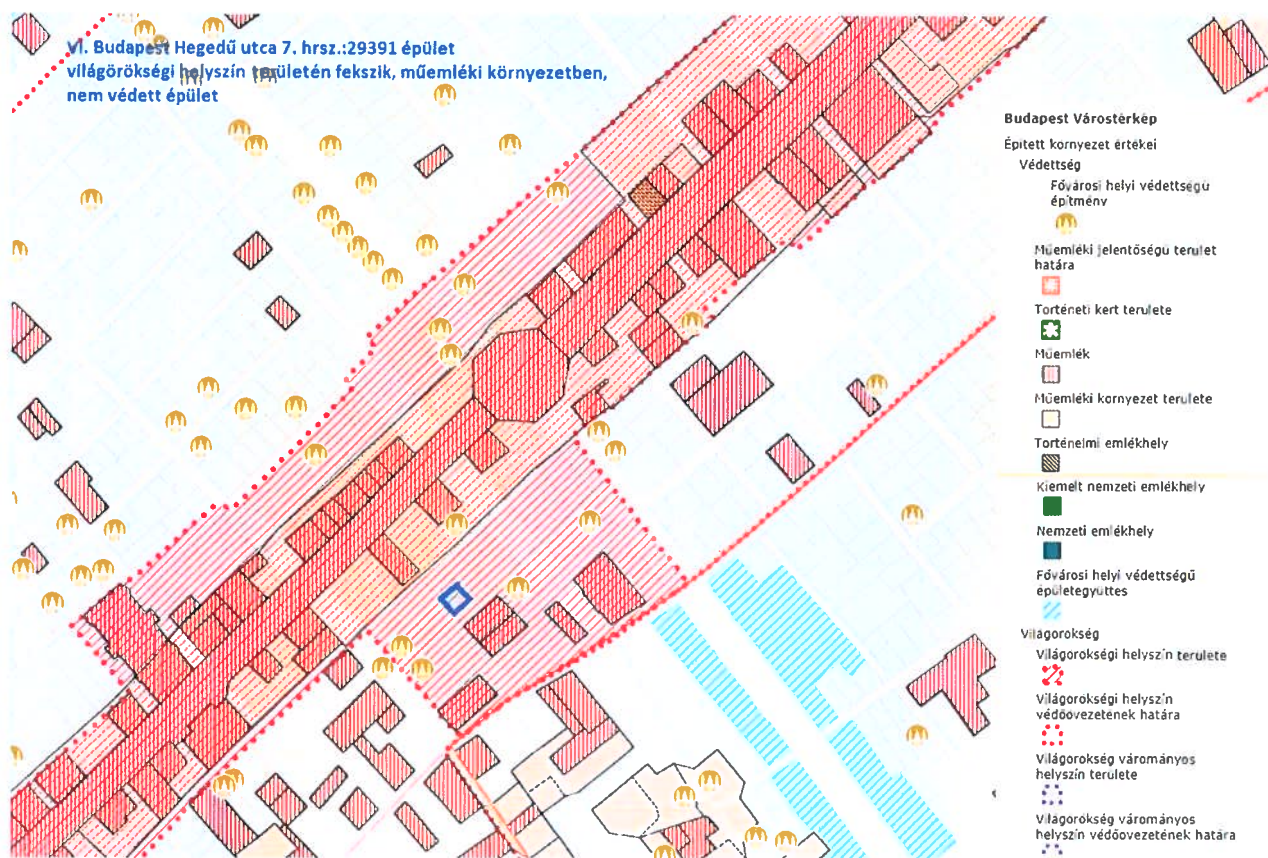 VI. Budapest Hegedű utca 7. hrsz.:29391 épület
világörökségi helyszín területén fekszik, műemléki környezetben,
nem védett épület
Budapest Várostérkép
Épített környezet értékei
Védettség
Fővárosi helyi védettségű
építmény
Műemléki jelentőségű terület
határa
Történeti kert területe
Műemlék
Műemléki környezet területe
Történelmi emlékhely
Kiemelt nemzeti emlékhely
Nemzeti emlékhely
Fővárosi helyi védettségű
épületegyüttes
Világörökség
Világörökségi helyszín területe
Világörökségi helyszín
védőövezetének határa
Világörökség várományos
helyszín területe
Világörökség várományos
helyszín védőövezetének határa